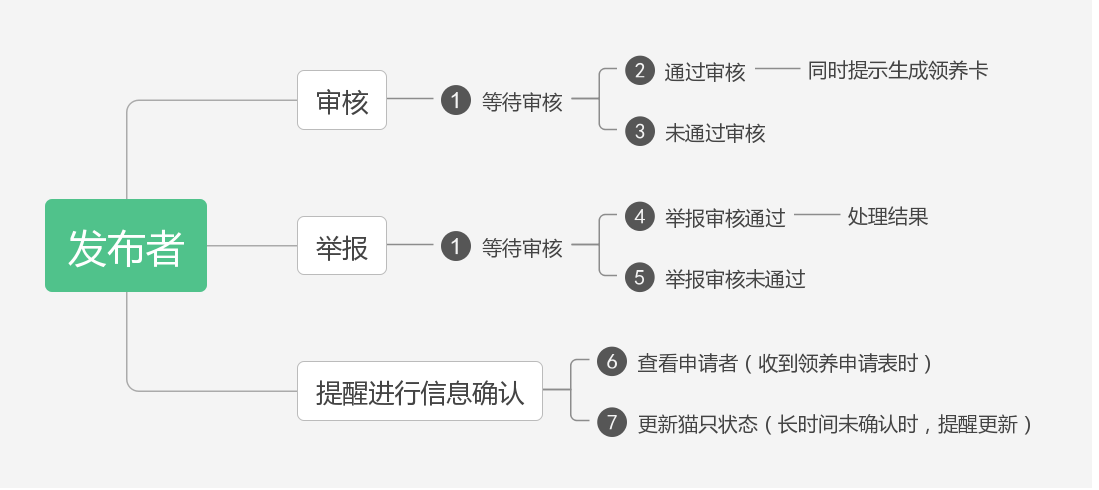 发布者
审核
1 等待审核
2 通过审核
同时提示生成领养卡
3 未通过审核
举报
1 等待审核
4 举报审核通过
处理结果
5 举报审核未通过
提醒进行信息确认
6 查看申请者（收到领养申请表时）
7 更新猫只状态（长时间未确认时，提醒更新）